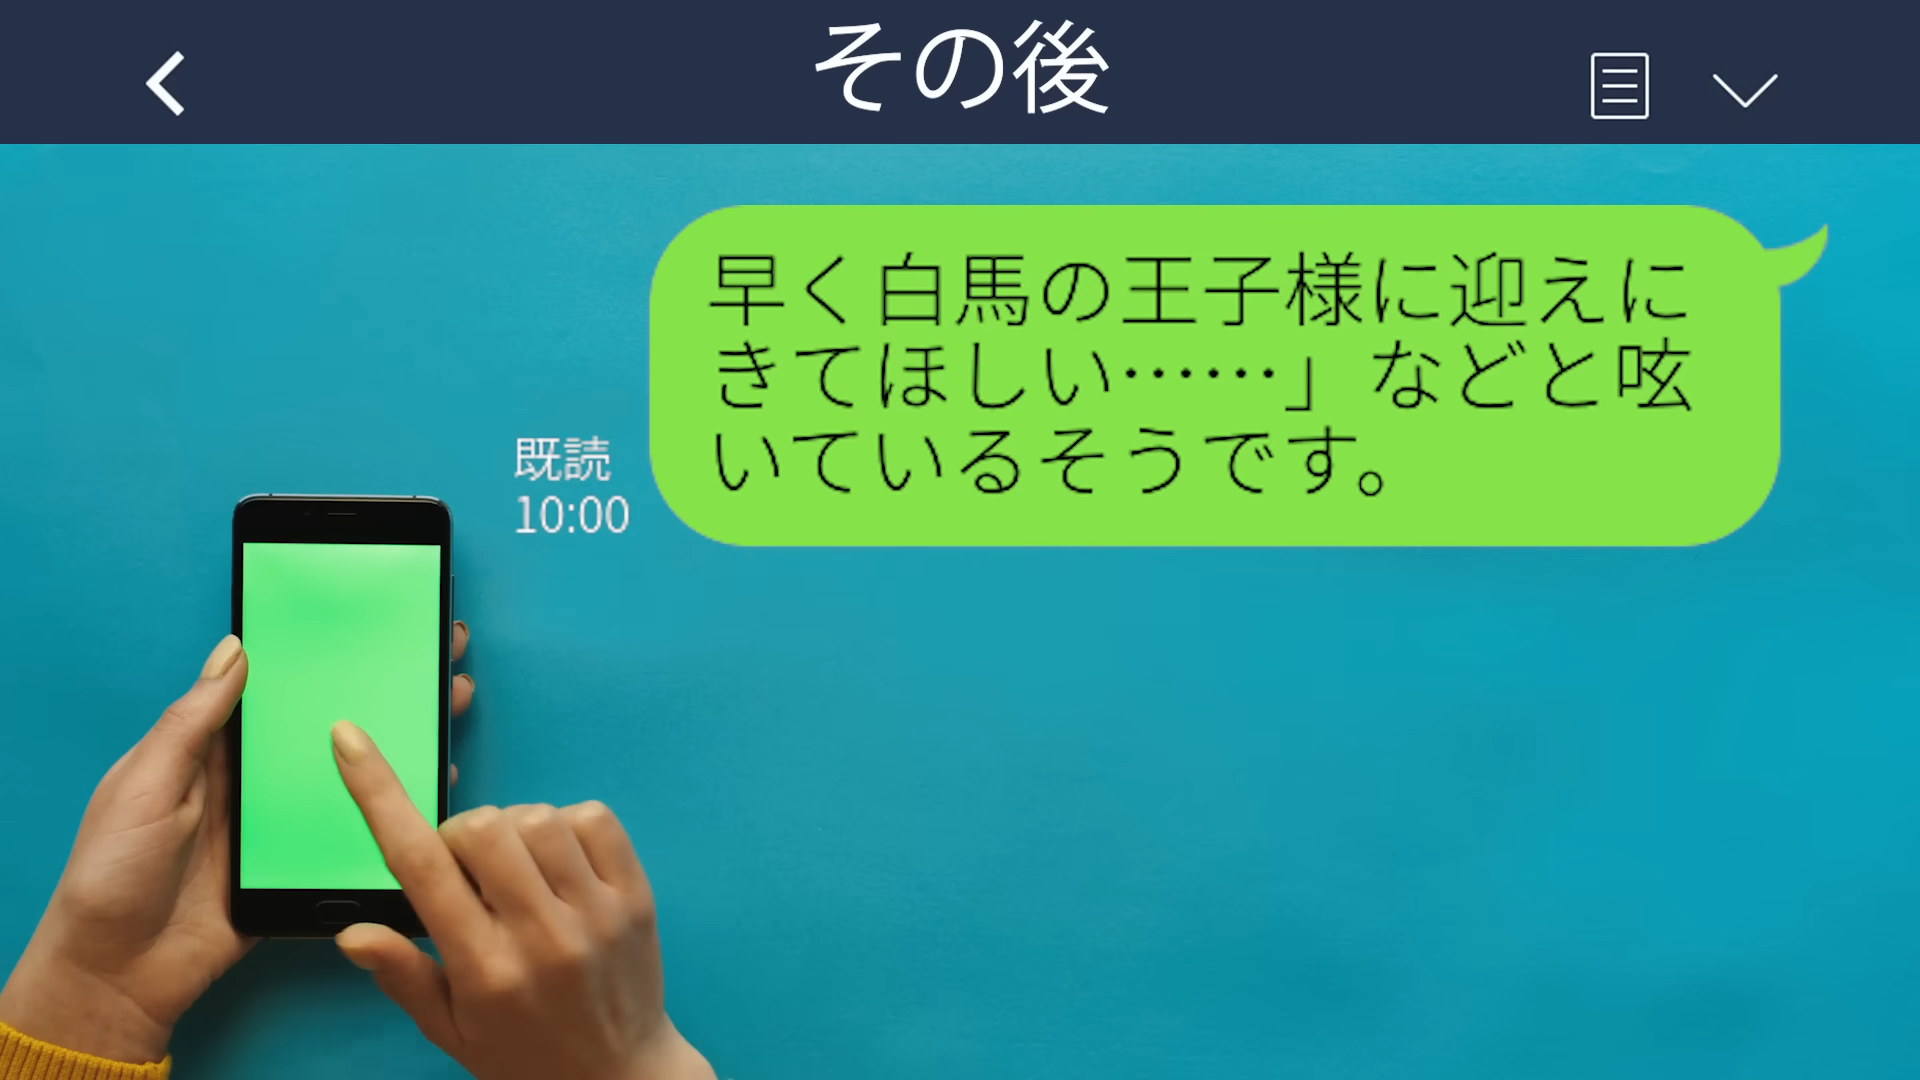 その後
早く白馬の王子様に迎えに
きてほしい……」などと呟
いているそうです。
既読
10:00